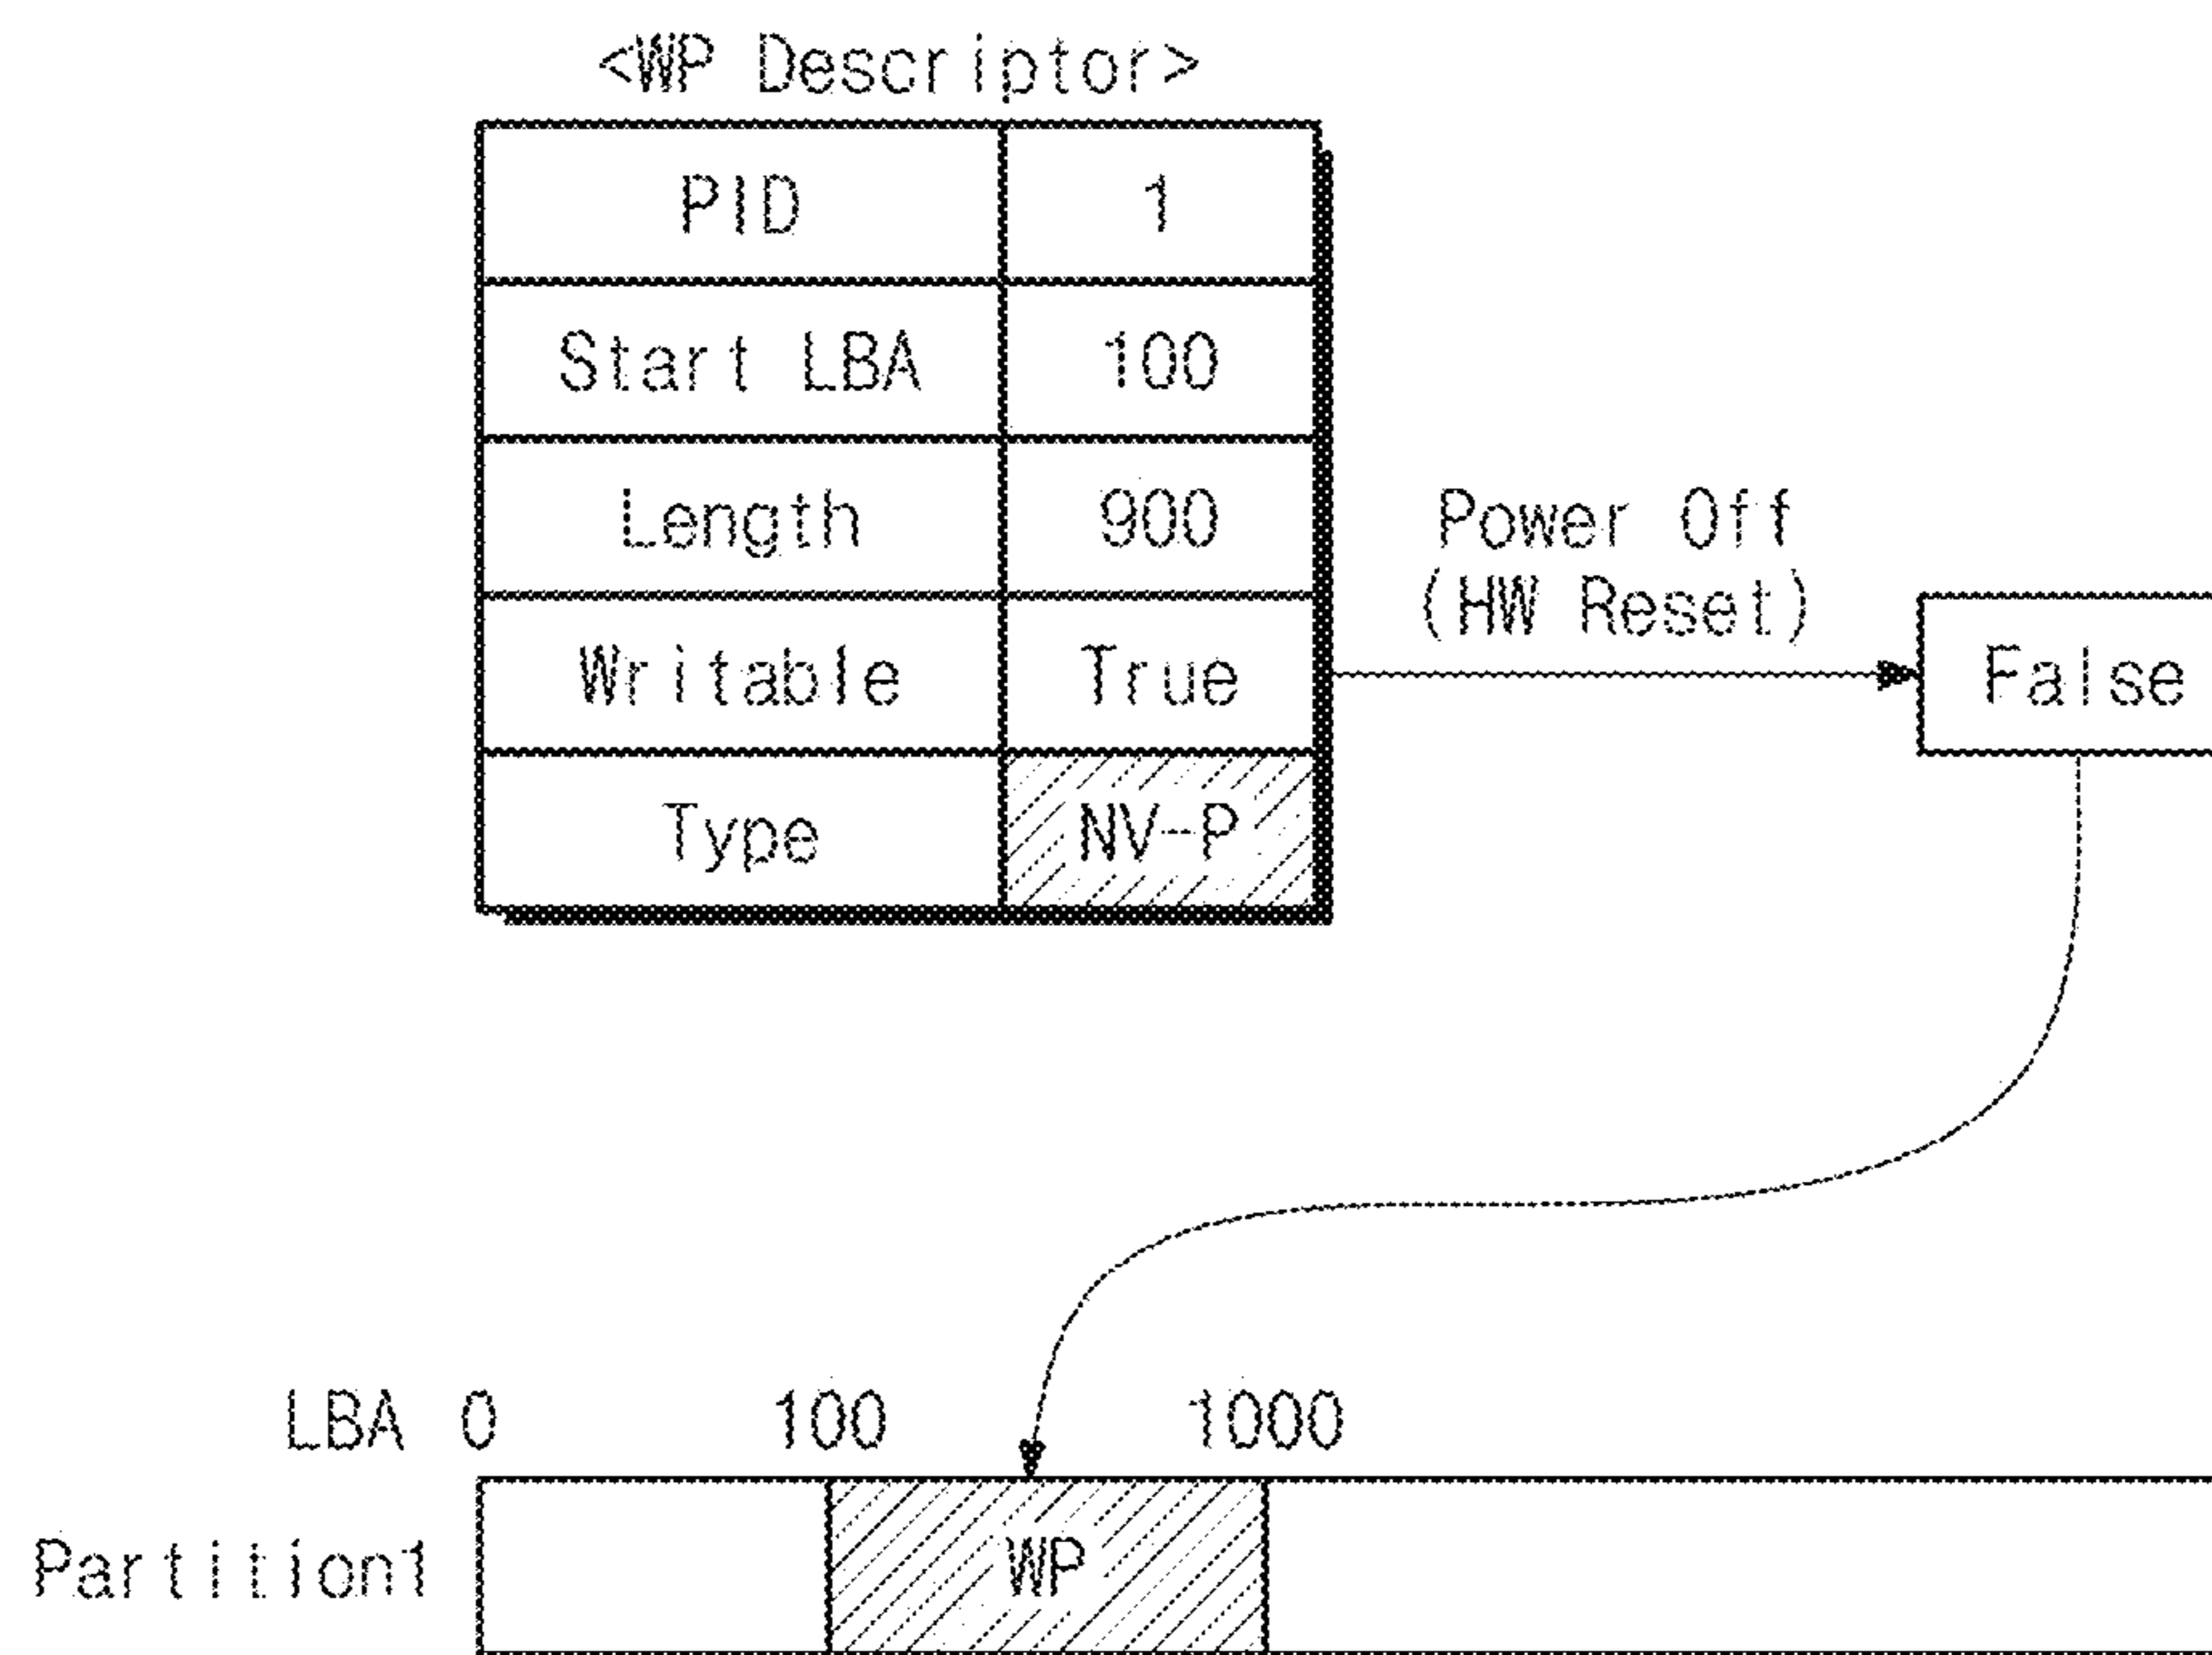 <WP Descriptor>
PID 1
Start LBA 100
Length 900
Power Off
(HW Reset)
Writable True
False
Type NV-P
LBA 0 100 1000
Partition1 WP